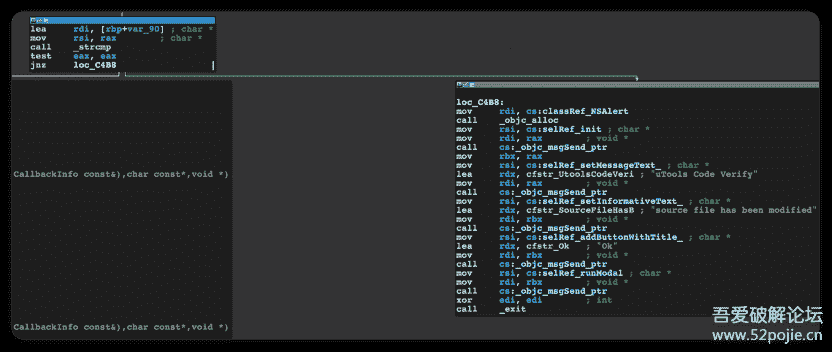 lea rdi, [rbp+var_90] ; char *
mov rsi, rax ; char *
call _strcmp
test eax, eax
jnz loc_C4B8
CallbackInfo const&),char const*,void *)
CallbackInfo const&),char const*,void *)
loc_C4B8:
mov rdi, cs:classRef_NSAlert
call _objc_alloc
mov rsi, cs:selRef_init ; char *
mov rdi, rax ; void *
call cs:_objc_msgSend_ptr
mov rbx, rax
mov rsi, cs:selRef_setMessageText_ ; char *
lea rdx, cfstr_UtoolsCodeVeri ; "uTools Code Verify"
mov rdi, rax ; void *
call cs:_objc_msgSend_ptr
mov rsi, cs:selRef_setInformativeText_ ; char *
lea rdx, cfstr_SourceFileHasB ; "source file has been modified"
mov rdi, rbx ; void *
call cs:_objc_msgSend_ptr
mov rsi, cs:selRef_addButtonWithTitle_ ; char *
lea rdx, cfstr_Ok ; "Ok"
mov rdi, rbx ; void *
call cs:_objc_msgSend_ptr
mov rsi, cs:selRef_runModal ; char *
mov rdi, rbx ; void *
call cs:_objc_msgSend_ptr
xor edi, edi ; int
call _exit
吾爱破解论坛
www.52pojie.cn